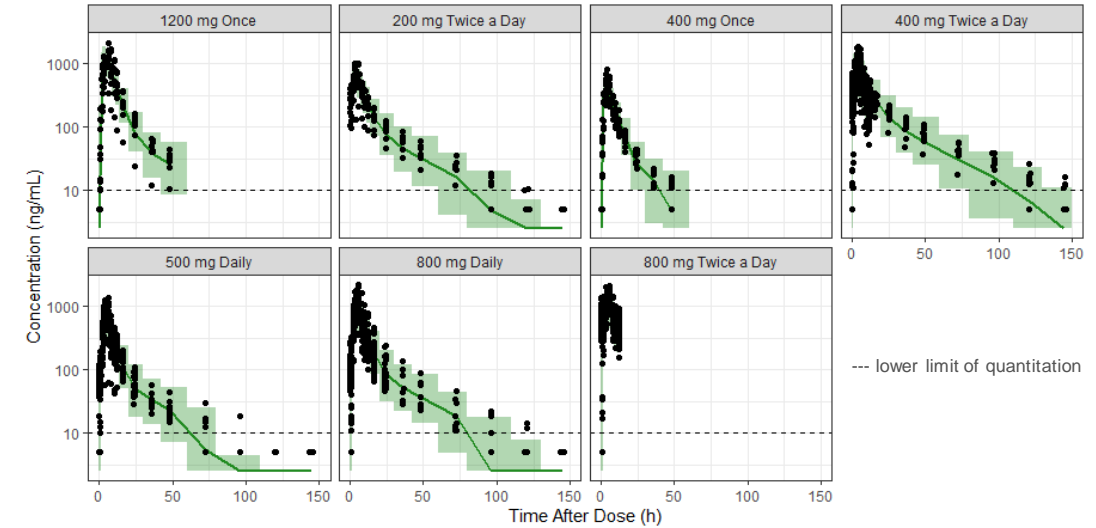 1200 mg Once
200 mg Twice a Day
400 mg Once
400 mg Twice a Day
1000
100
10
0
50
100
150
Concentration (ng/mL)
500 mg Daily
800 mg Daily
800 mg Twice a Day
1000
100
10
--- lower limit of quantitation
0
50
100
150
0
50
100
150
0
50
100
150
Time After Dose (h)